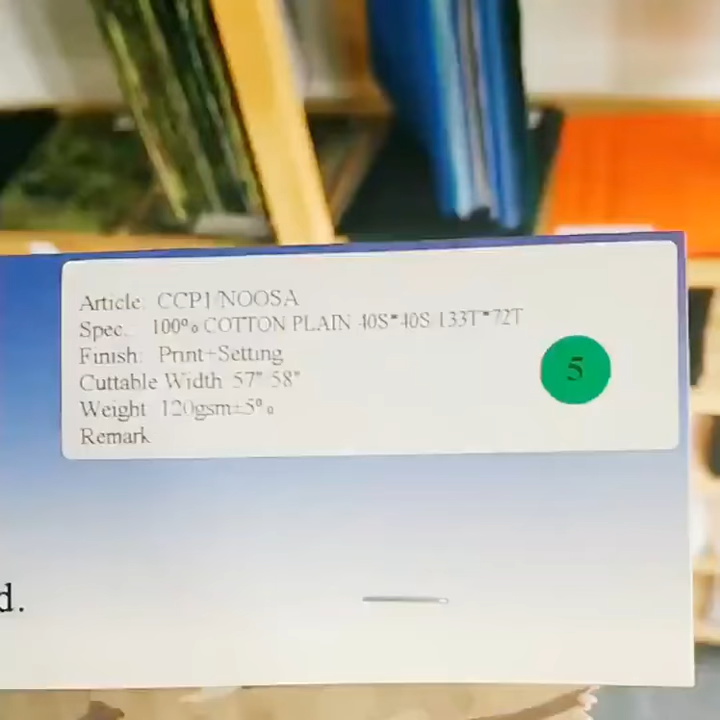 Article: CCP1/NOOSA
Spec.: 100% COTTON PLAIN 40S*40S 133T*72T
Finish: Print+Setting
Cuttable Width: 57"/58"
Weight: 120gsm±5%
Remark
5
d.